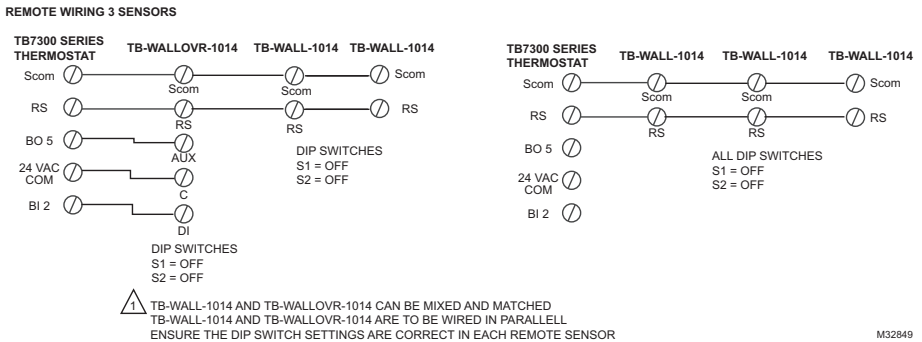 REMOTE WIRING 3 SENSORS
TB7300 SERIES
THERMOSTAT
TB-WALLOVR-1014
TB-WALL-1014
TB-WALL-1014
Scom
Scom
Scom
Scom
RS
RS
RS
RS
BO 5
AUX
24 VAC
COM
C
BI 2
DI
DIP SWITCHES
S1 = OFF
S2 = OFF
DIP SWITCHES
S1 = OFF
S2 = OFF
TB7300 SERIES
THERMOSTAT
TB-WALL-1014
TB-WALL-1014
TB-WALL-1014
Scom
Scom
Scom
Scom
RS
RS
RS
RS
BO 5
24 VAC
COM
BI 2
ALL DIP SWITCHES
S1 = OFF
S2 = OFF
1 TB-WALL-1014 AND TB-WALLOVR-1014 CAN BE MIXED AND MATCHED
TB-WALL-1014 AND TB-WALLOVR-1014 ARE TO BE WIRED IN PARALLELL
ENSURE THE DIP SWITCH SETTINGS ARE CORRECT IN EACH REMOTE SENSOR
M32849